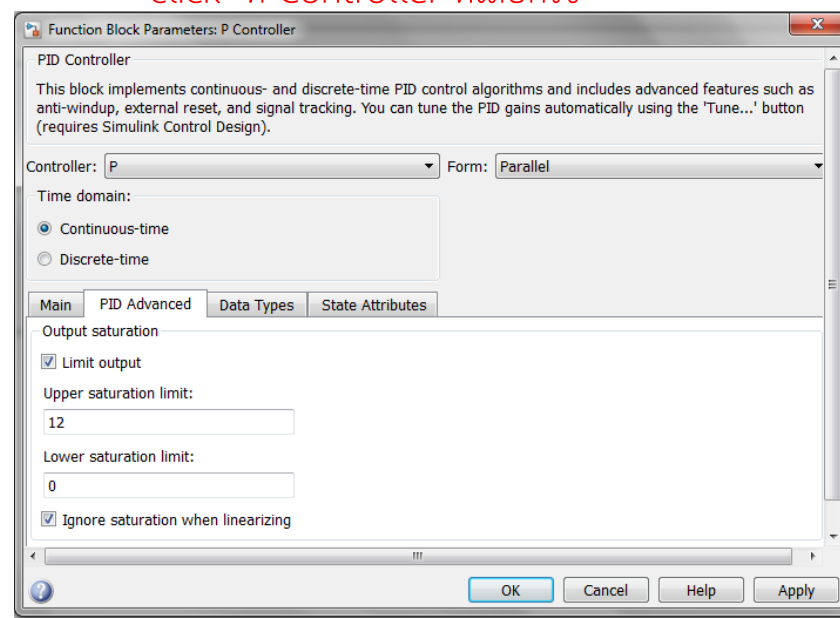 Function Block Parameters: P Controller
PID Controller
This block implements continuous- and discrete-time PID control algorithms and includes advanced features such as
anti-windup, external reset, and signal tracking. You can tune the PID gains automatically using the 'Tune...' button
(requires Simulink Control Design).
Controller: P Form: Parallel
Time domain:
Continuous-time
Discrete-time
Main PID Advanced Data Types State Attributes
Output saturation
Limit output
Upper saturation limit:
12
Lower saturation limit:
0
Ignore saturation when linearizing
OK Cancel Help Apply